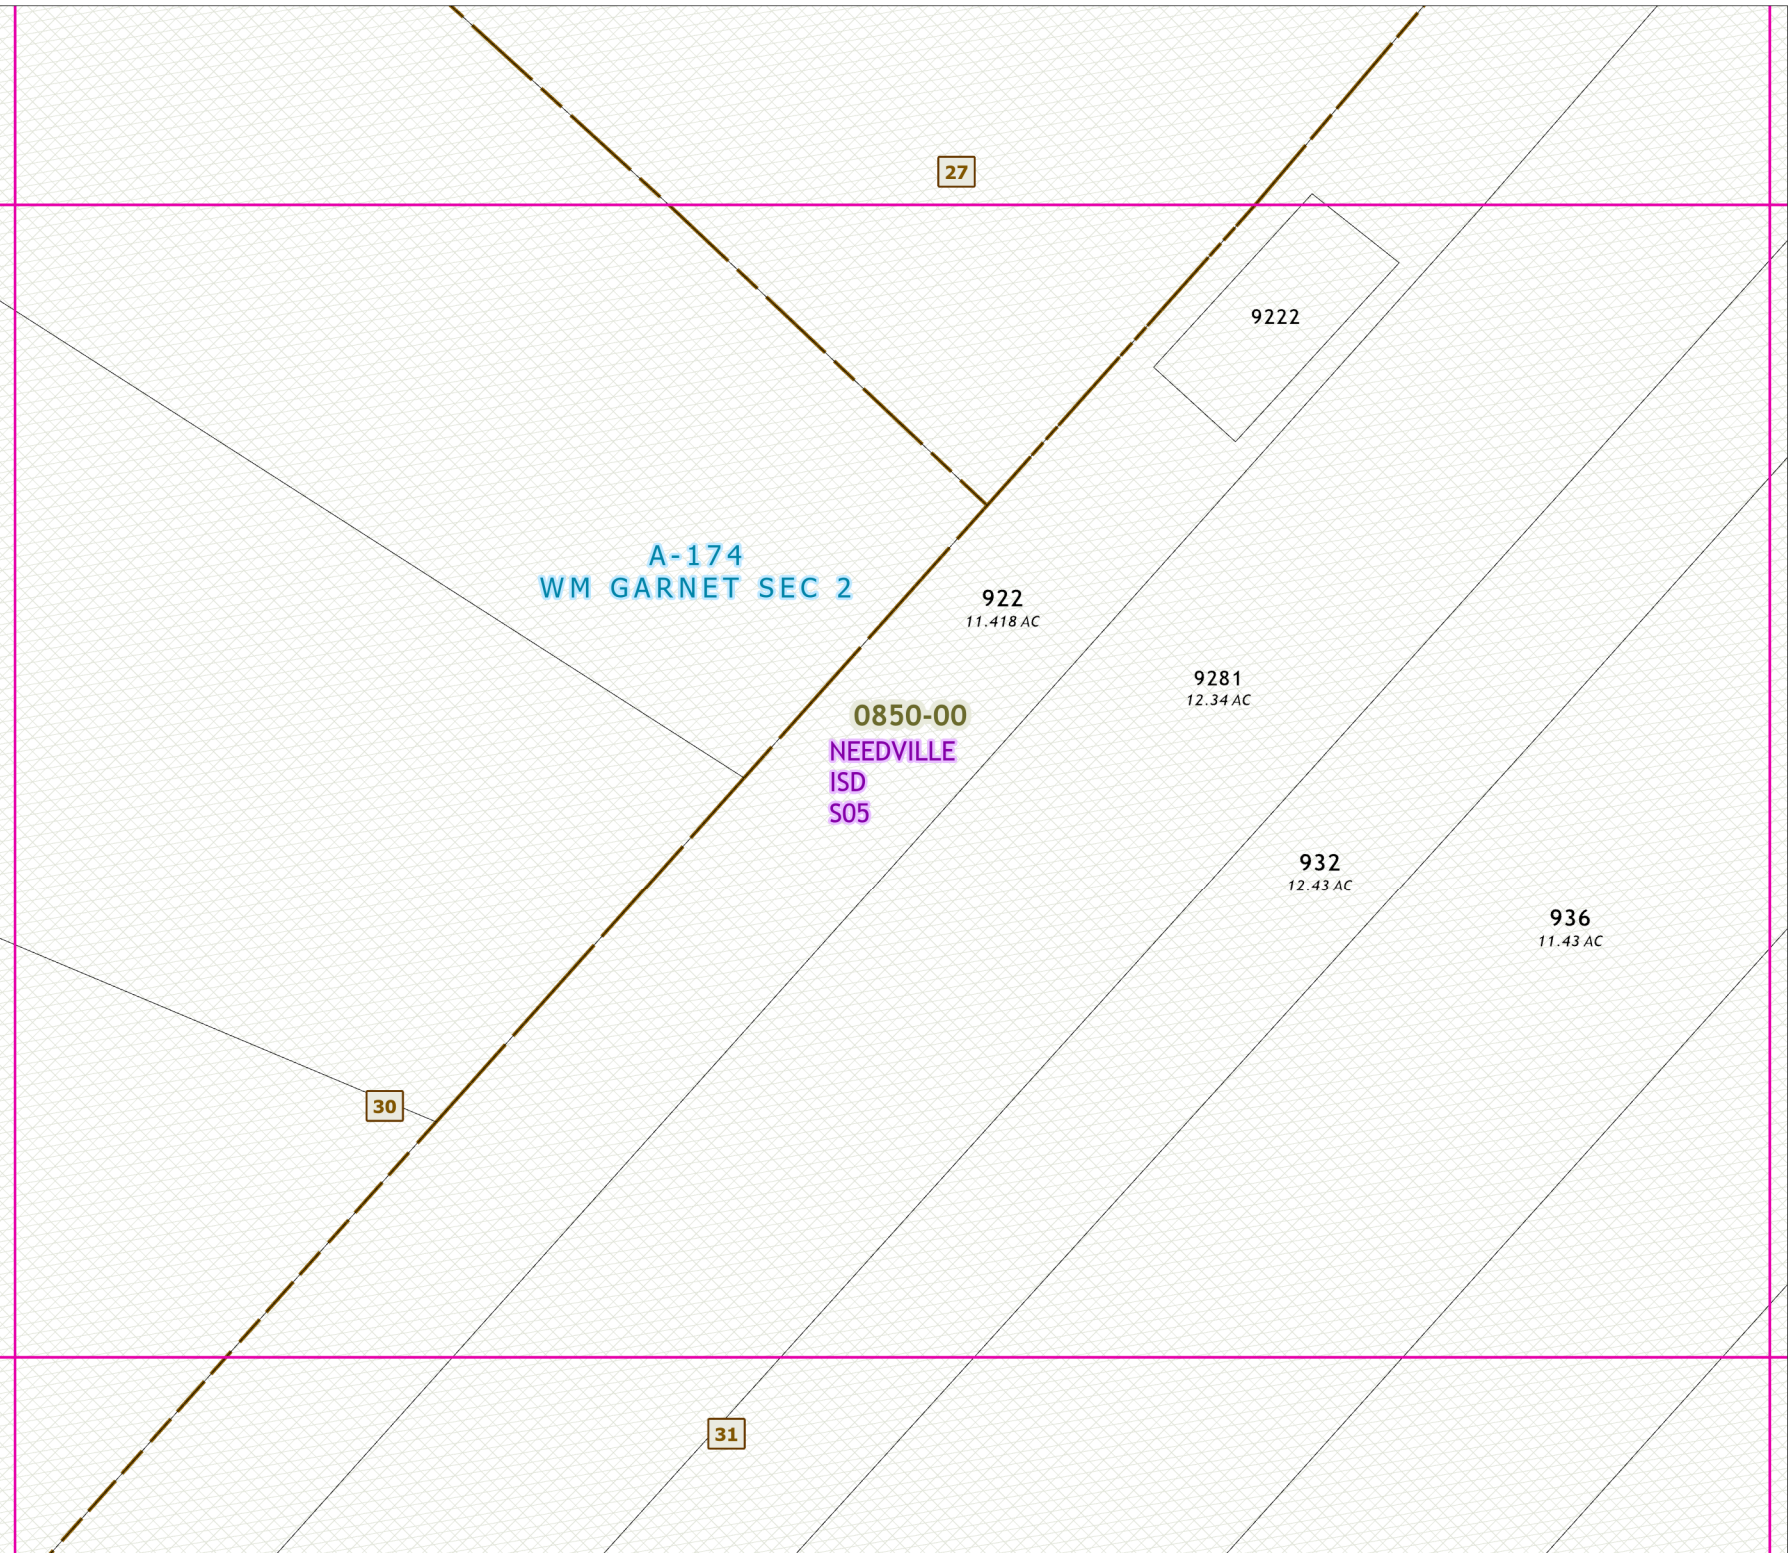 27
9222
A-174
WM GARNET SEC 2
922
11.418 AC
9281
12.34 AC
0850-00
NEEDVILLE
ISD
S05
932
12.43 AC
936
11.43 AC
30
31